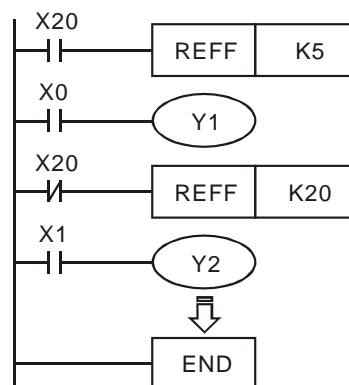 X20
REFF K5
X0
Y1
X20
REFF K20
X1
Y2
END